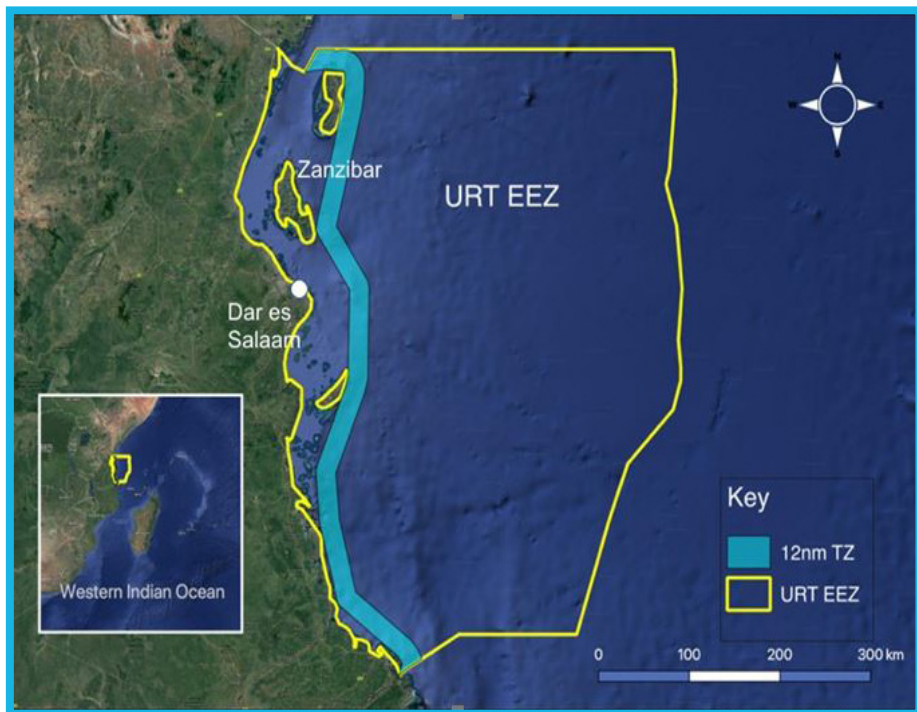 N
W
E
S
Zanzibar
URT EEZ
Dar es
Salaam
Western Indian Ocean
Key
12nm TZ
URT EEZ
0 100 200 300 km